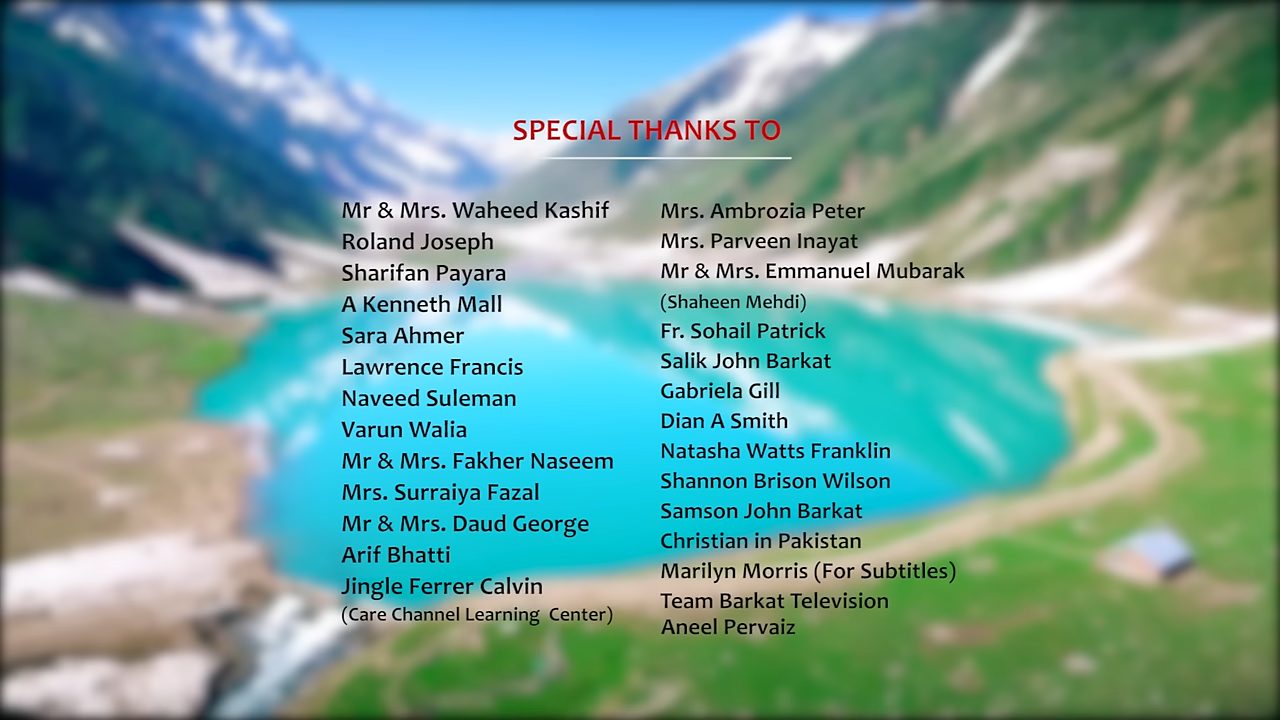 SPECIAL THANKS TO
Mr & Mrs. Waheed Kashif
Roland Joseph
Sharifan Payara
A Kenneth Mall
Sara Ahmer
Lawrence Francis
Naveed Suleman
Varun Walia
Mr & Mrs. Fakher Naseem
Mrs. Surraiya Fazal
Mr & Mrs. Daud George
Arif Bhatti
Jingle Ferrer Calvin
(Care Channel Learning Center)
Mrs. Ambrozia Peter
Mrs. Parveen Inayat
Mr & Mrs. Emmanuel Mubarak
(Shaheen Mehdi)
Fr. Sohail Patrick
Salik John Barkat
Gabriela Gill
Dian A Smith
Natasha Watts Franklin
Shannon Brison Wilson
Samson John Barkat
Christian in Pakistan
Marilyn Morris (For Subtitles)
Team Barkat Television
Aneel Pervaiz